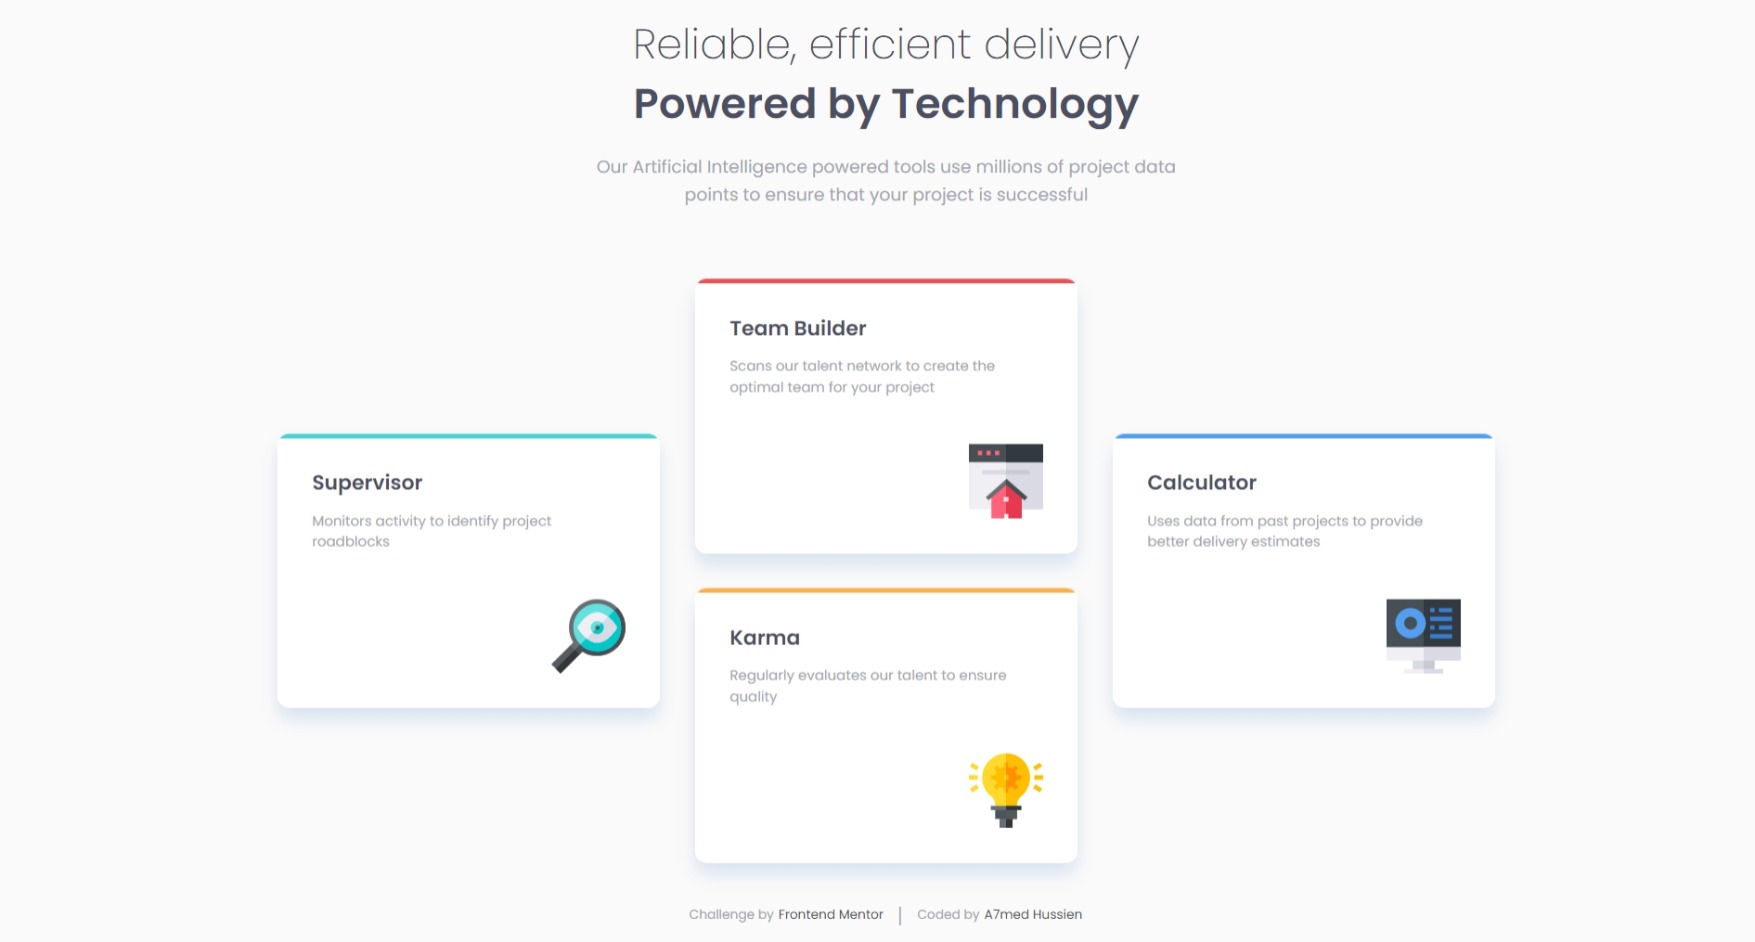 Reliable, efficient delivery
Powered by Technology
Our Artificial Intelligence powered tools use millions of project data
points to ensure that your project is successful
Supervisor
Monitors activity to identify project
roadblocks
Team Builder
Scans our talent network to create the
optimal team for your project
Karma
Regularly evaluates our talent to ensure
quality
Calculator
Uses data from past projects to provide
better delivery estimates
Challenge by Frontend Mentor | Coded by A7med Hussien